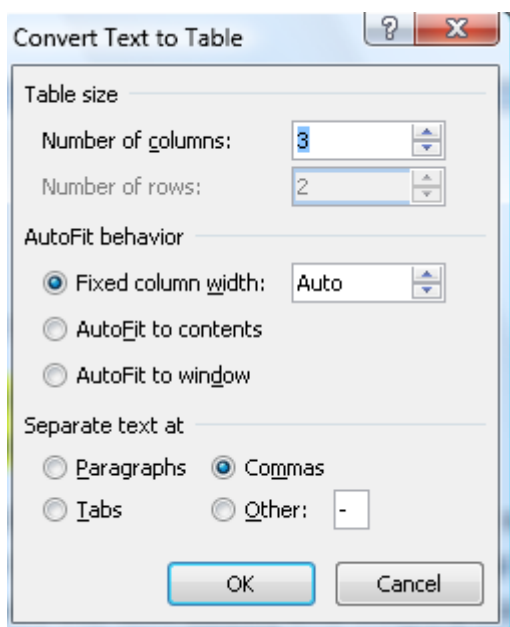 Convert Text to Table
Table size
Number of columns: 3
Number of rows: 2
AutoFit behavior
Fixed column width: Auto
AutoFit to contents
AutoFit to window
Separate text at
Paragraphs Commas
Tabs Other: -
OK Cancel